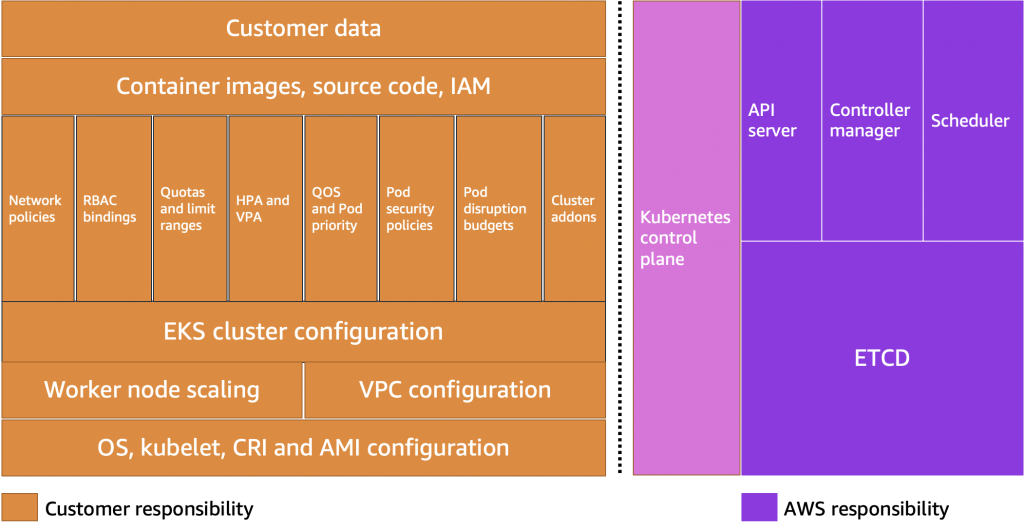 Customer data
Container images, source code, IAM
Network
policies
RBAC
bindings
Quotas
and limit
ranges
HPA and
VPA
QOS
and Pod
priority
Pod
security
policies
Pod
disruption
budgets
Cluster
addons
EKS cluster configuration
Worker node scaling
VPC configuration
OS, kubelet, CRI and AMI configuration
Customer responsibility
Kubernetes
control
plane
API
server
Controller
manager
Scheduler
ETCD
AWS responsibility